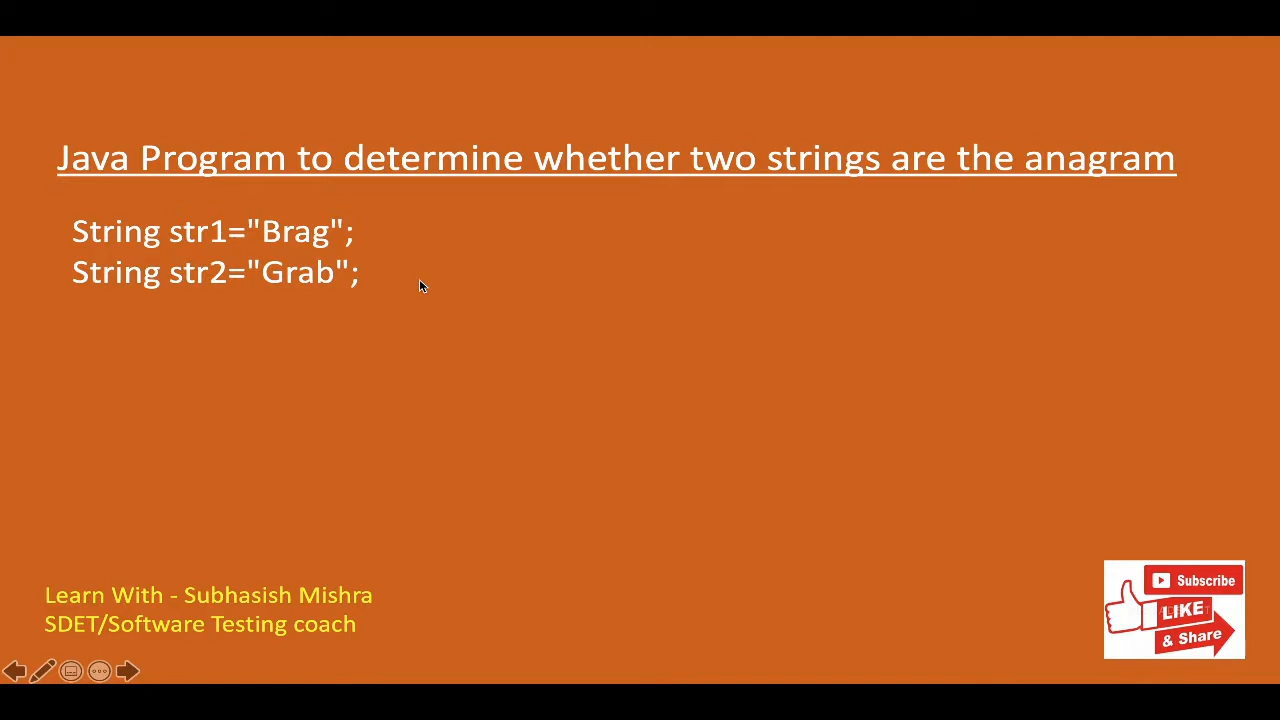 Java Program to determine whether two strings are the anagram
String str1="Brag";
String str2="Grab";
Learn With - Subhasish Mishra
SDET/Software Testing coach
Subscribe
LIKE
& Share